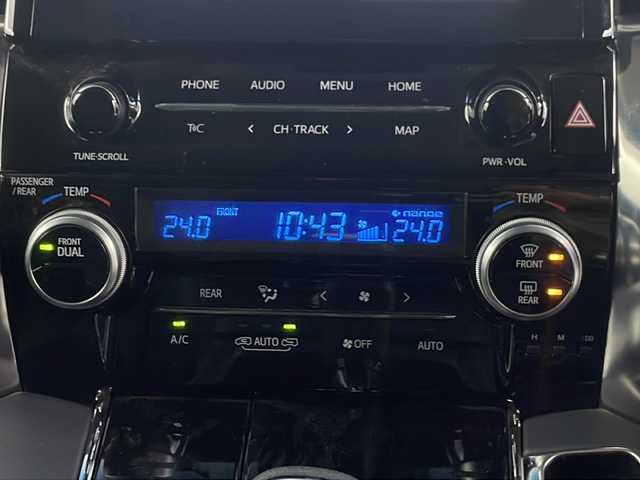 PHONE AUDIO MENU HOME
T&C CH·TRACK MAP
TUNE·SCROLL PWR·VOL
PASSENGER
/REAR
TEMP TEMP
FRONT
DUAL
24.0 FRONT 10:43 nanoe 24.0
FRONT
REAR
REAR
A/C AUTO OFF AUTO
H M